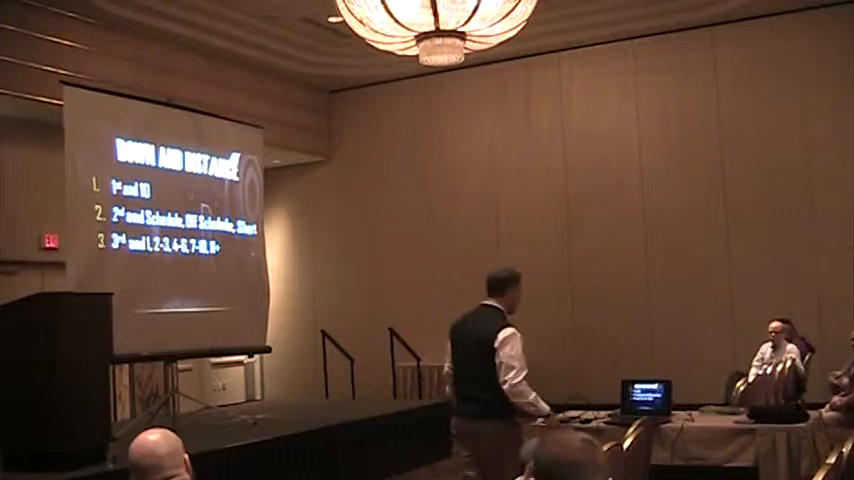 DOWN AND DISTANCE
1. 1st and 10
2. 2nd and Schedule, Off Schedule, Short
3. 3rd and 1, 2-3, 4-6, 7-10, 11+
EXIT